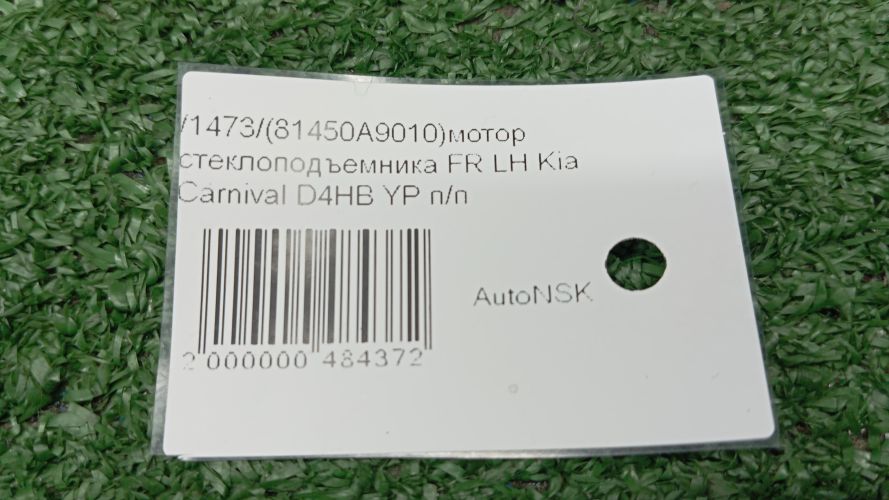 /1473/(81450A9010)мотор
стеклоподъемника FR LH Kia
Carnival D4HB YP п/п
AutoNSK
2 000000 484372